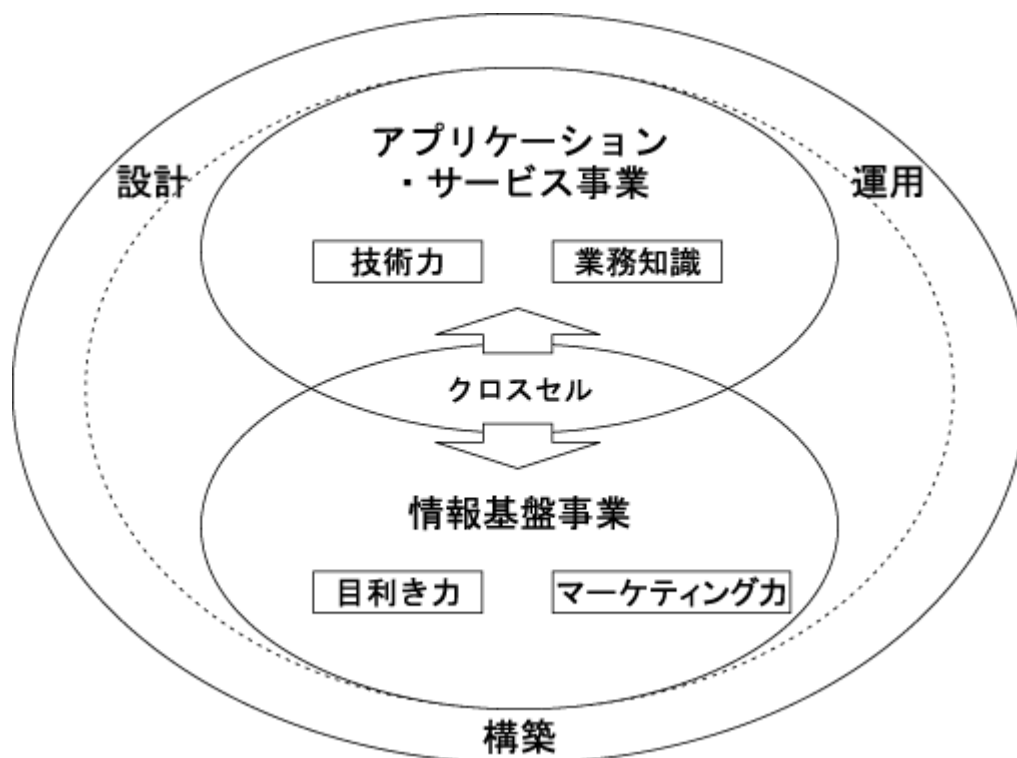 アプリケーション
・サービス事業
設計
運用
技術力
業務知識
クロスセル
情報基盤事業
目利き力
マーケティング力
構築